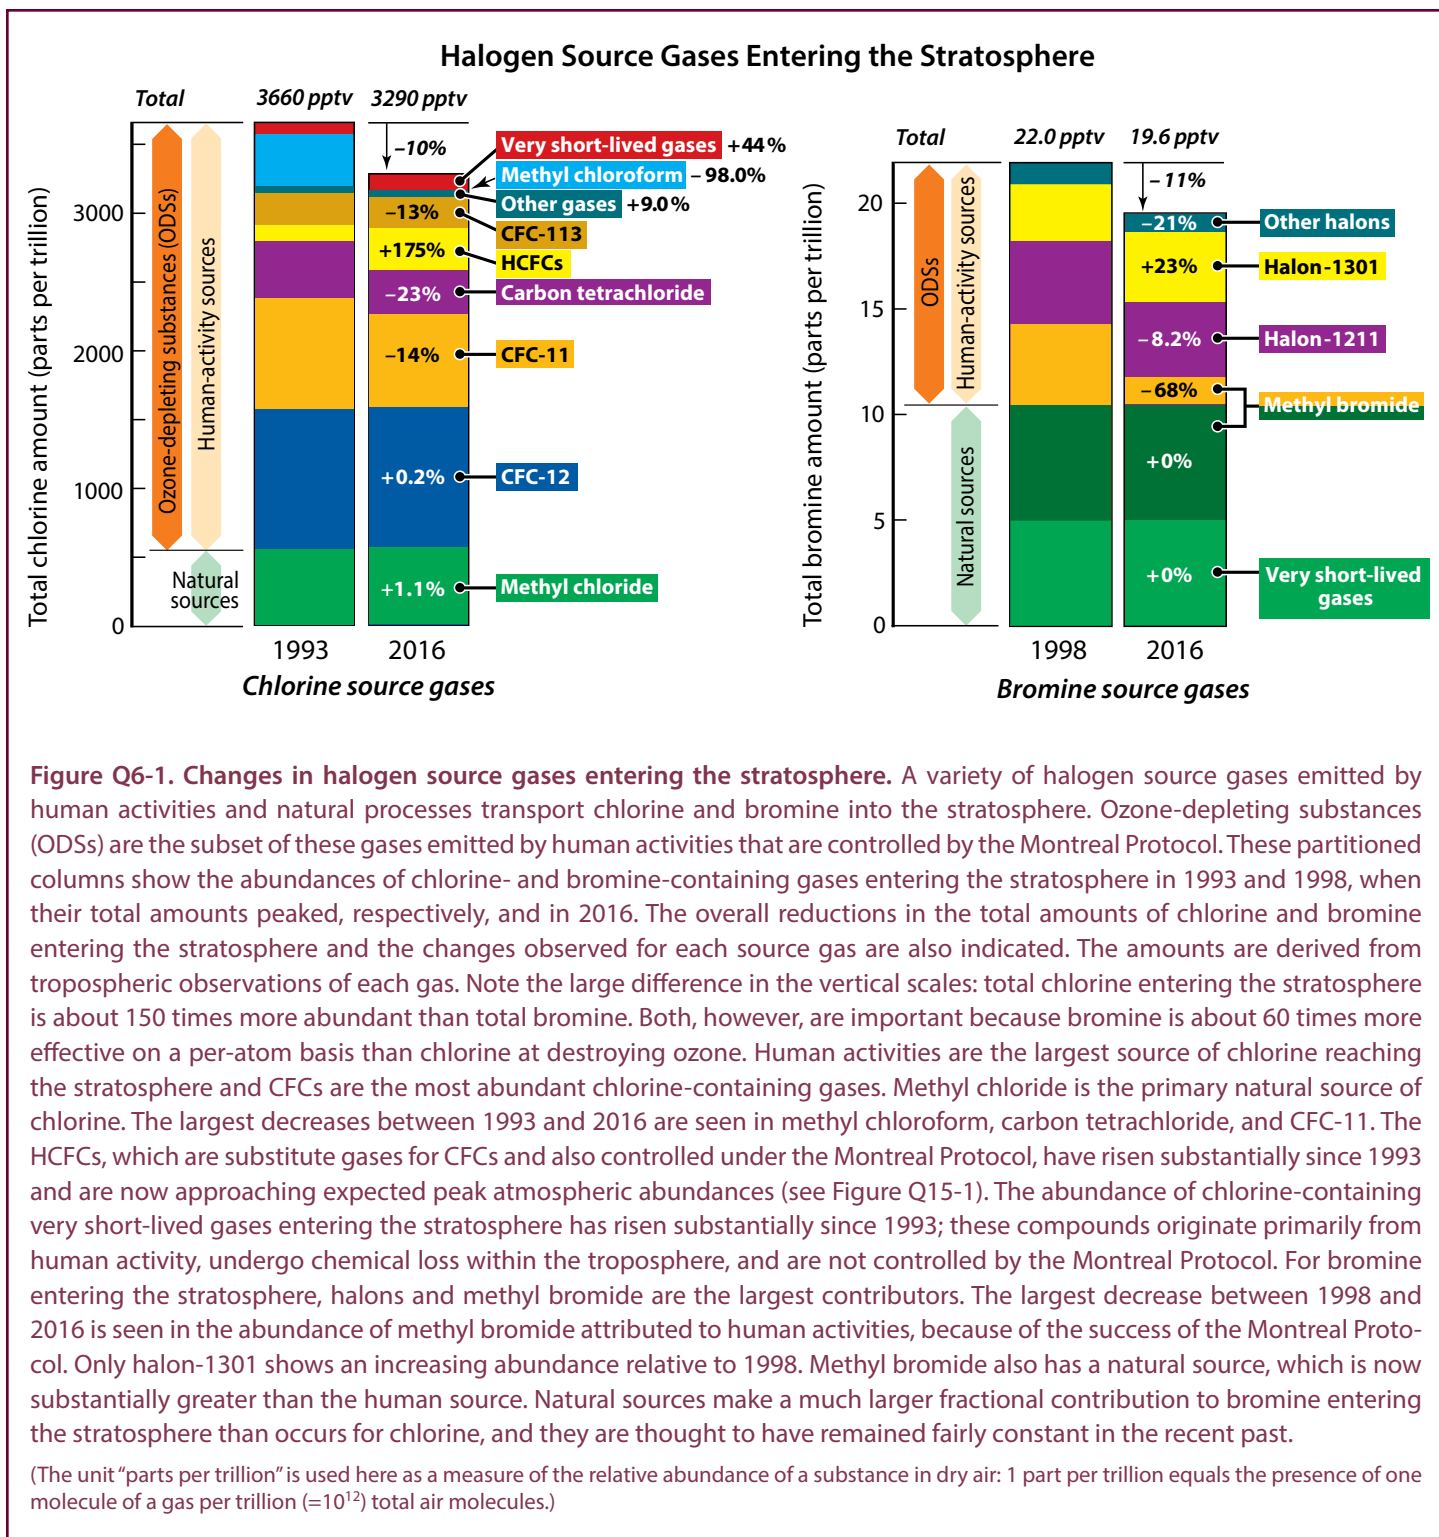 Halogen Source Gases Entering the Stratosphere
Total
3660 pptv
3290 pptv
–10%
Total chlorine amount (parts per trillion)
3000
2000
1000
0
Ozone-depleting substances (ODSs)
Human-activity sources
Natural
sources
Very short-lived gases +44%
Methyl chloroform – 98.0%
Other gases +9.0%
–13%
CFC-113
+175%
HCFCs
–23%
Carbon tetrachloride
–14%
CFC-11
+0.2%
CFC-12
+1.1%
Methyl chloride
1993
2016
Chlorine source gases
Total
22.0 pptv
19.6 pptv
– 11%
Total bromine amount (parts per trillion)
20
15
10
5
0
ODSs
Human-activity sources
Natural sources
–21%
Other halons
+23%
Halon-1301
–8.2%
Halon-1211
–68%
Methyl bromide
+0%
+0%
Very short-lived
gases
1998
2016
Bromine source gases
Figure Q6-1. Changes in halogen source gases entering the stratosphere. A variety of halogen source gases emitted by
human activities and natural processes transport chlorine and bromine into the stratosphere. Ozone-depleting substances
(ODSs) are the subset of these gases emitted by human activities that are controlled by the Montreal Protocol. These partitioned
columns show the abundances of chlorine- and bromine-containing gases entering the stratosphere in 1993 and 1998, when
their total amounts peaked, respectively, and in 2016. The overall reductions in the total amounts of chlorine and bromine
entering the stratosphere and the changes observed for each source gas are also indicated. The amounts are derived from
tropospheric observations of each gas. Note the large difference in the vertical scales: total chlorine entering the stratosphere
is about 150 times more abundant than total bromine. Both, however, are important because bromine is about 60 times more
effective on a per-atom basis than chlorine at destroying ozone. Human activities are the largest source of chlorine reaching
the stratosphere and CFCs are the most abundant chlorine-containing gases. Methyl chloride is the primary natural source of
chlorine. The largest decreases between 1993 and 2016 are seen in methyl chloroform, carbon tetrachloride, and CFC-11. The
HCFCs, which are substitute gases for CFCs and also controlled under the Montreal Protocol, have risen substantially since 1993
and are now approaching expected peak atmospheric abundances (see Figure Q15-1). The abundance of chlorine-containing
very short-lived gases entering the stratosphere has risen substantially since 1993; these compounds originate primarily from
human activity, undergo chemical loss within the troposphere, and are not controlled by the Montreal Protocol. For bromine
entering the stratosphere, halons and methyl bromide are the largest contributors. The largest decrease between 1998 and
2016 is seen in the abundance of methyl bromide attributed to human activities, because of the success of the Montreal Proto-
col. Only halon-1301 shows an increasing abundance relative to 1998. Methyl bromide also has a natural source, which is now
substantially greater than the human source. Natural sources make a much larger fractional contribution to bromine entering
the stratosphere than occurs for chlorine, and they are thought to have remained fairly constant in the recent past.
(The unit “parts per trillion” is used here as a measure of the relative abundance of a substance in dry air: 1 part per trillion equals the presence of one
molecule of a gas per trillion (=10¹²) total air molecules.)